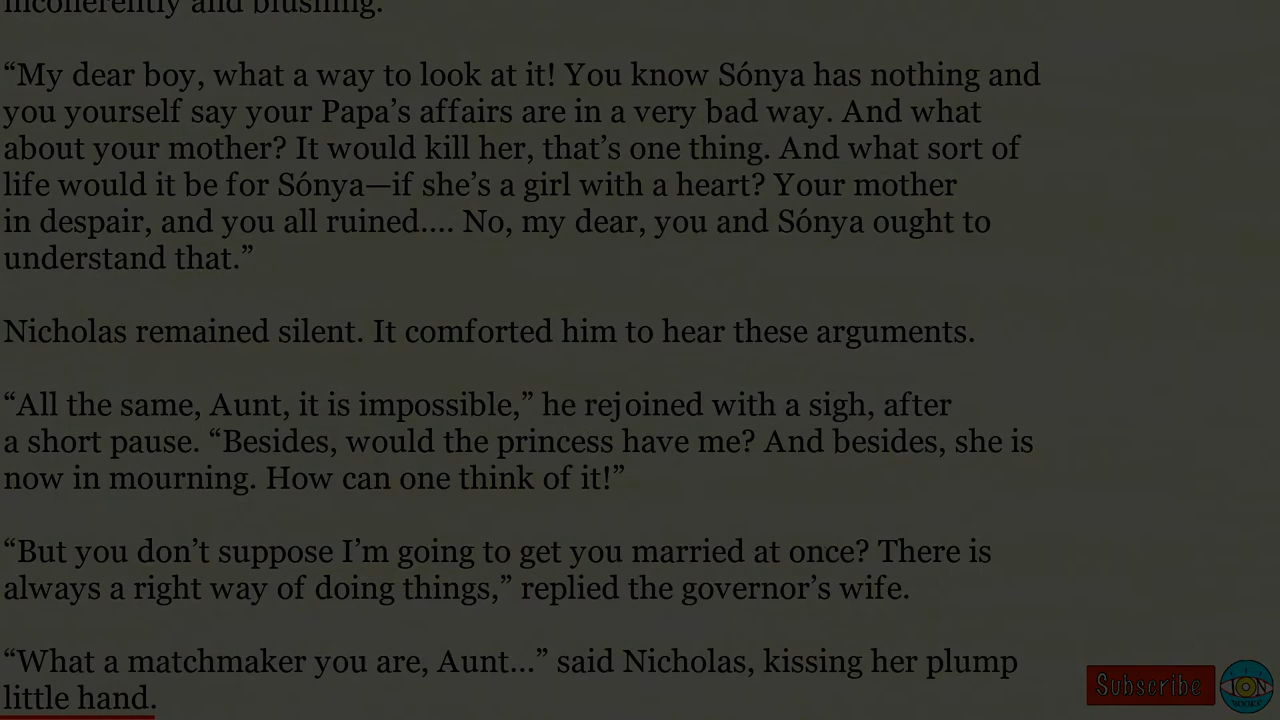 incoherently and blushing.
“My dear boy, what a way to look at it! You know Sónya has nothing and
you yourself say your Papa’s affairs are in a very bad way. And what
about your mother? It would kill her, that’s one thing. And what sort of
life would it be for Sónya—if she’s a girl with a heart? Your mother
in despair, and you all ruined.... No, my dear, you and Sónya ought to
understand that.”
Nicholas remained silent. It comforted him to hear these arguments.
“All the same, Aunt, it is impossible,” he rejoined with a sigh, after
a short pause. “Besides, would the princess have me? And besides, she is
now in mourning. How can one think of it!”
“But you don’t suppose I’m going to get you married at once? There is
always a right way of doing things,” replied the governor’s wife.
“What a matchmaker you are, Aunt...” said Nicholas, kissing her plump
little hand.
Subscribe
ION
BOOKS